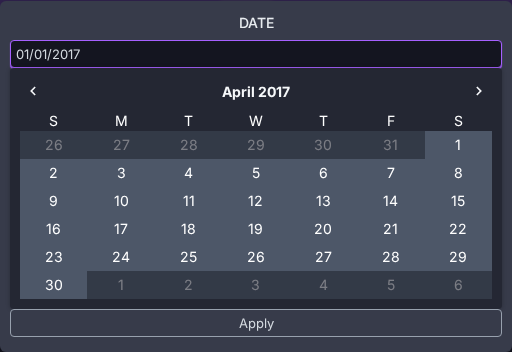 DATE
01/01/2017
April 2017
S M T W T F S
26 27 28 29 30 31 1
2 3 4 5 6 7 8
9 10 11 12 13 14 15
16 17 18 19 20 21 22
23 24 25 26 27 28 29
30 1 2 3 4 5 6
Apply